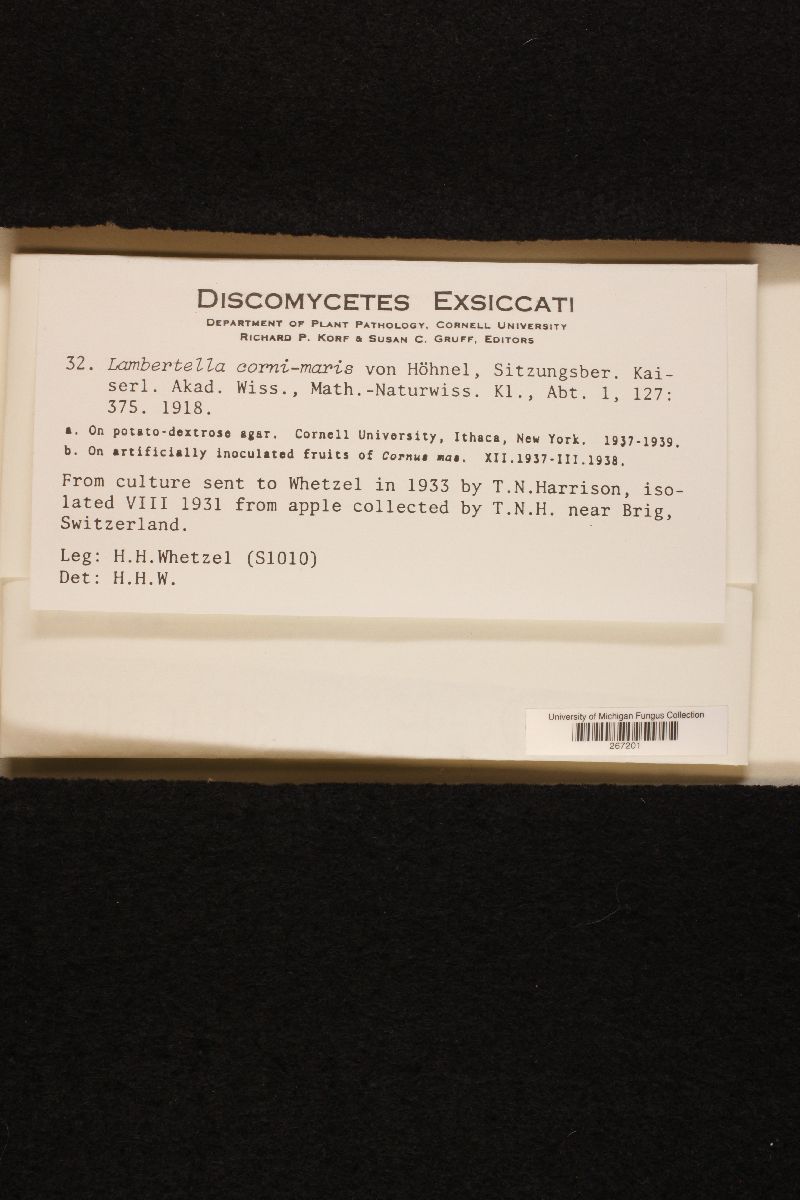 DISCOMYCETES EXSICCATI
DEPARTMENT OF PLANT PATHOLOGY, CORNELL UNIVERSITY
RICHARD P. KORF & SUSAN C. GRUFF, EDITORS
32. Lambertella corni-maris von Höhnel, Sitzungsber. Kai-
serl. Akad. Wiss., Math.-Naturwiss. Kl., Abt. 1, 127:
375. 1918.
a. On potato-dextrose agar. Cornell University, Ithaca, New York. 1937-1939.
b. On artificially inoculated fruits of Cornus mas. XII.1937-III.1938.
From culture sent to Whetzel in 1933 by T.N.Harrison, iso-
lated VIII 1931 from apple collected by T.N.H. near Brig,
Switzerland.
Leg: H.H.Whetzel (S1010)
Det: H.H.W.
University of Michigan Fungus Collection
267201